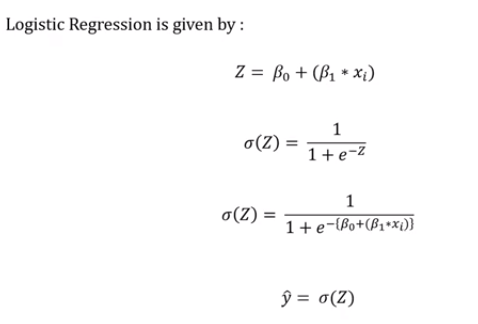 Logistic Regression is given by :
Z = β₀ + (β₁ * xᵢ)
σ(Z) = 1 / (1 + e^(−Z))
σ(Z) = 1 / (1 + e^(−{β₀+(β₁*xᵢ)}))
ŷ = σ(Z)